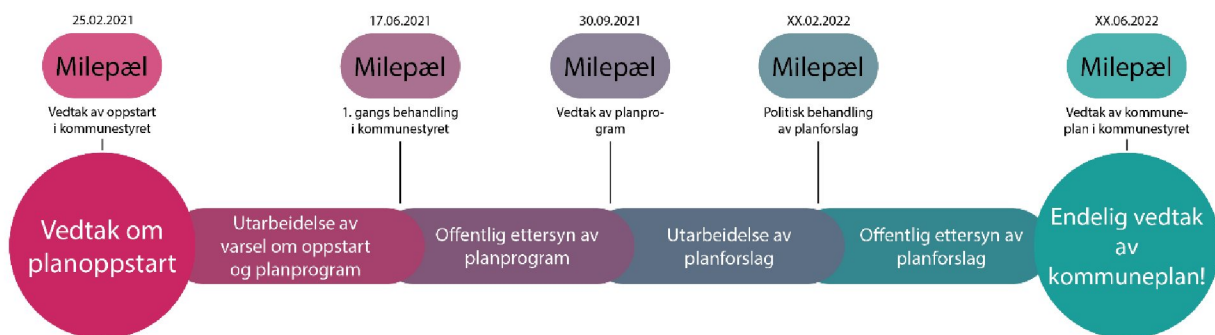 25.02.2021
17.06.2021
30.09.2021
XX.02.2022
XX.06.2022
Milepæl
Milepæl
Milepæl
Milepæl
Milepæl
Vedtak av oppstart
i kommunestyret
1. gangs behandling
i kommunestyret
Vedtak av planpro-
gram
Politisk behandling
av planforslag
Vedtak av kommune-
plan i kommunestyret
Vedtak om
planoppstart
Utarbeidelse av
varsel om oppstart
og planprogram
Offentlig ettersyn av
planprogram
Utarbeidelse av
planforslag
Offentlig ettersyn av
planforslag
Endelig vedtak
av
kommuneplan!